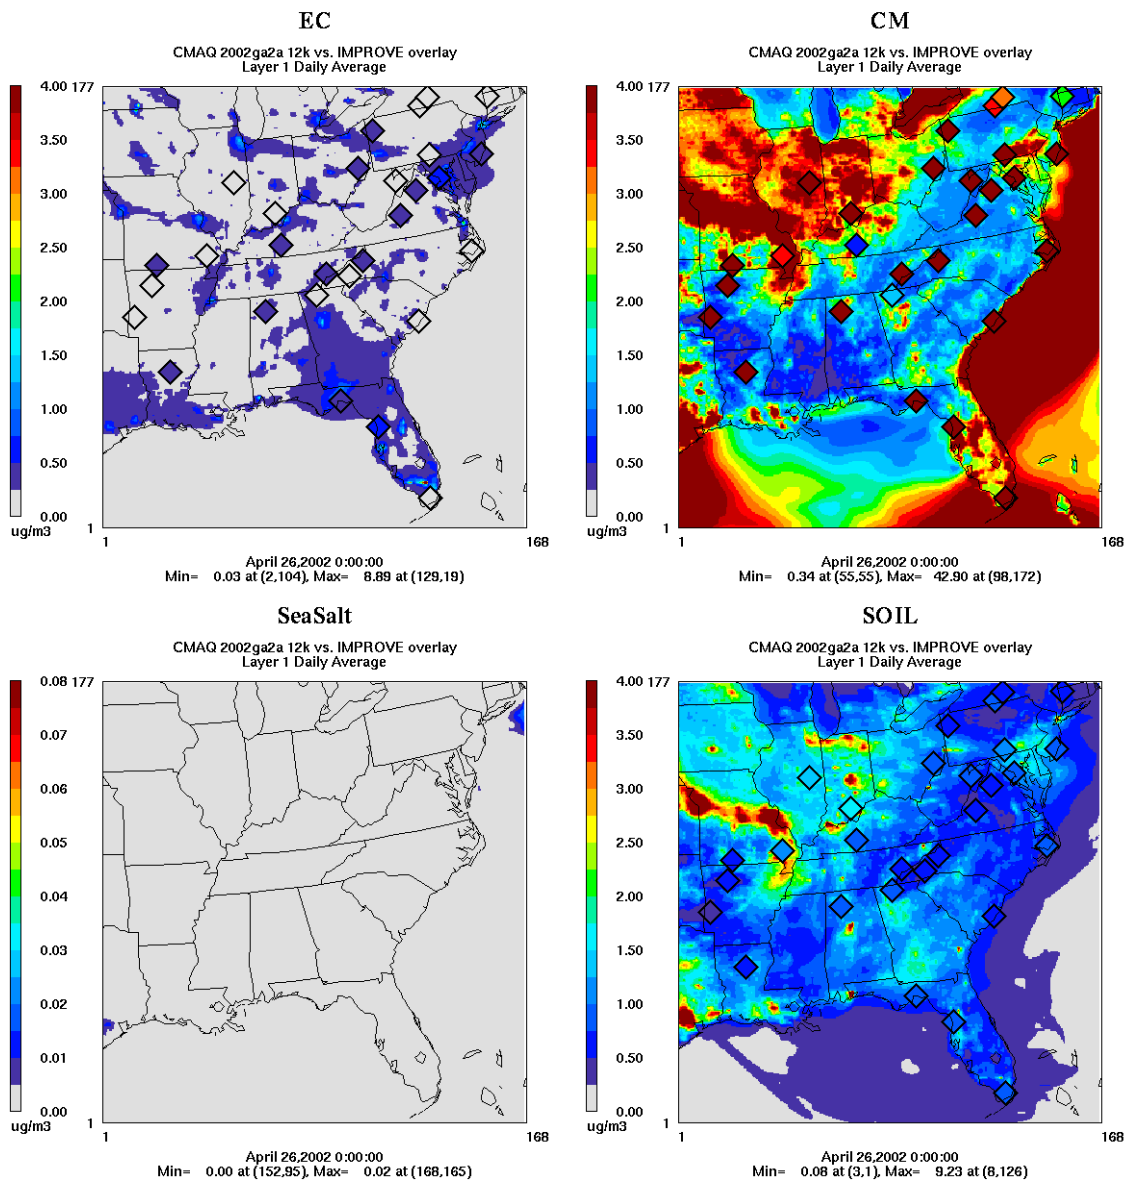 EC
CMAQ 2002ga2a 12k vs. IMPROVE overlay
Layer 1 Daily Average
4.00 177
3.50
3.00
2.50
2.00
1.50
1.00
0.50
0.00
ug/m3
1
1 168
April 26,2002 0:00:00
Min= 0.03 at (2,104), Max= 8.89 at (129,19)
CM
CMAQ 2002ga2a 12k vs. IMPROVE overlay
Layer 1 Daily Average
4.00 177
3.50
3.00
2.50
2.00
1.50
1.00
0.50
0.00
ug/m3
1
1 168
April 26,2002 0:00:00
Min= 0.34 at (55,55), Max= 42.90 at (98,172)
SeaSalt
CMAQ 2002ga2a 12k vs. IMPROVE overlay
Layer 1 Daily Average
0.08 177
0.07
0.06
0.05
0.04
0.03
0.02
0.01
0.00
ug/m3
1
1 168
April 26,2002 0:00:00
Min= 0.00 at (152,95), Max= 0.02 at (168,165)
SOIL
CMAQ 2002ga2a 12k vs. IMPROVE overlay
Layer 1 Daily Average
4.00 177
3.50
3.00
2.50
2.00
1.50
1.00
0.50
0.00
ug/m3
1
1 168
April 26,2002 0:00:00
Min= 0.08 at (3,1), Max= 9.23 at (8,126)